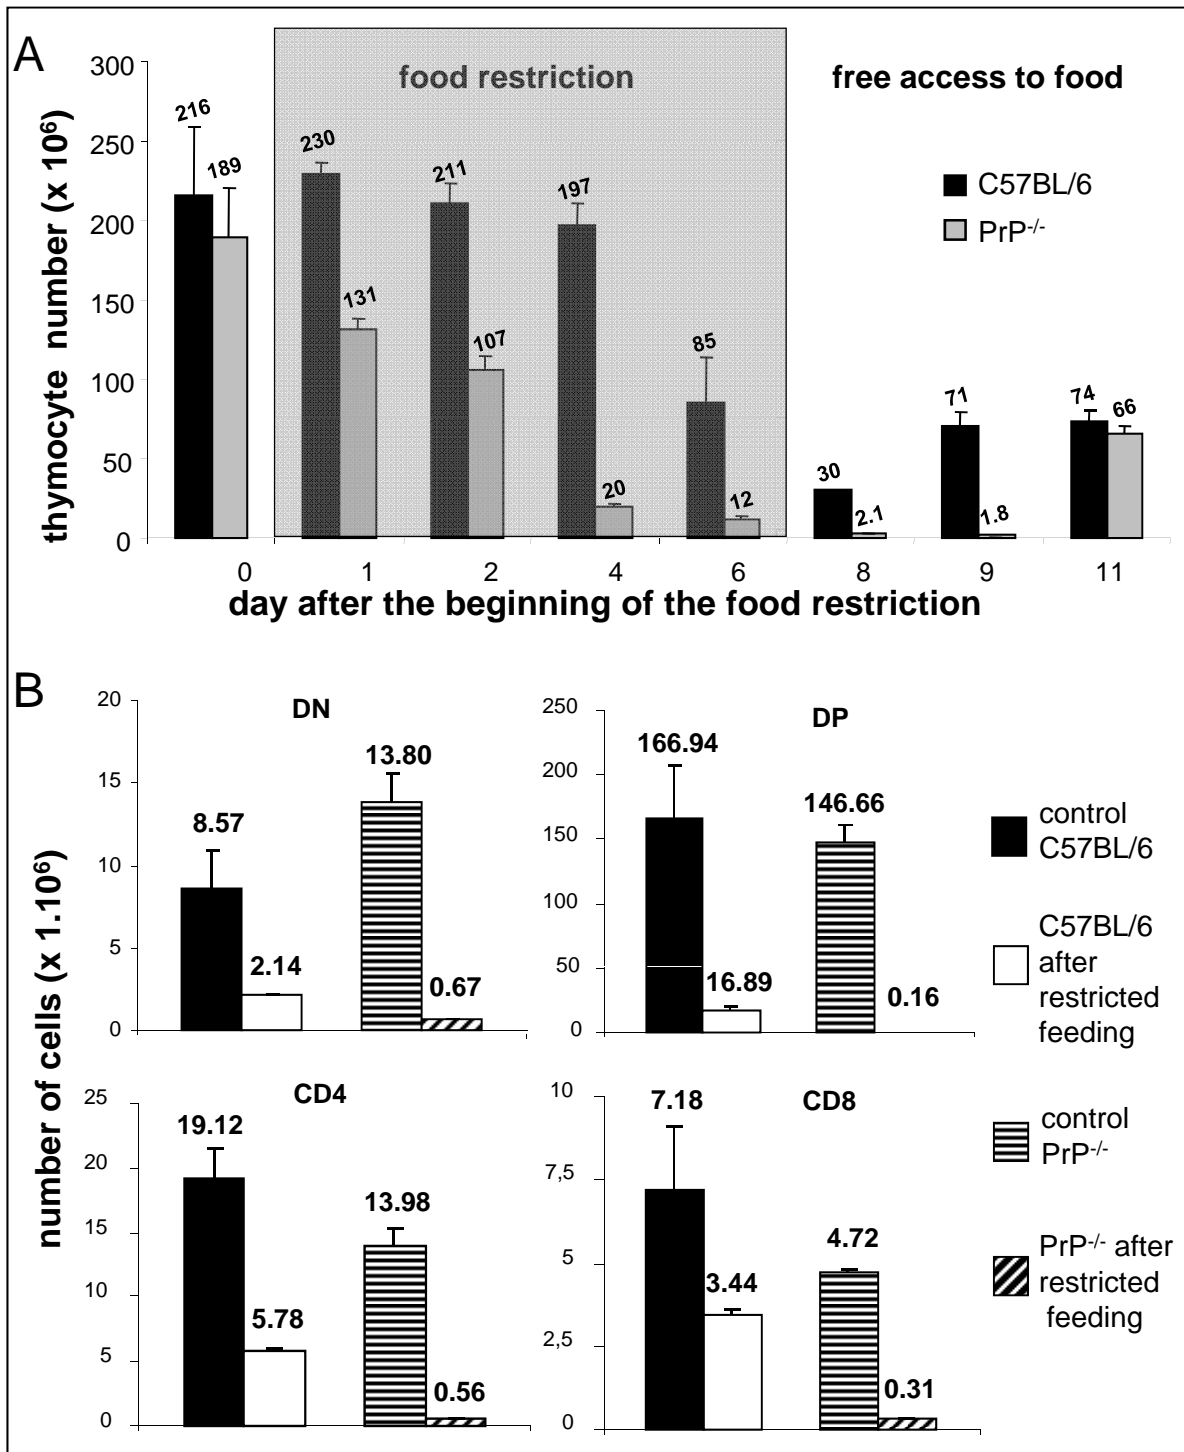 A
food restriction
free access to food
thymocyte number (x 10⁶)
300
250
200
150
100
50
0
216
189
230
131
211
107
197
20
85
12
30
2.1
71
1.8
74
66
C57BL/6
PrP⁻/⁻
0 1 2 4 6 8 9 11
day after the beginning of the food restriction
B
number of cells (x 1.10⁶)
DN
20
15
10
5
0
8.57
2.14
13.80
0.67
DP
250
200
150
100
50
0
166.94
16.89
146.66
0.16
CD4
25
20
15
10
5
0
19.12
5.78
13.98
0.56
CD8
10
7,5
5
2,5
0
7.18
3.44
4.72
0.31
control
C57BL/6
C57BL/6
after
restricted
feeding
control
PrP⁻/⁻
PrP⁻/⁻ after
restricted
feeding